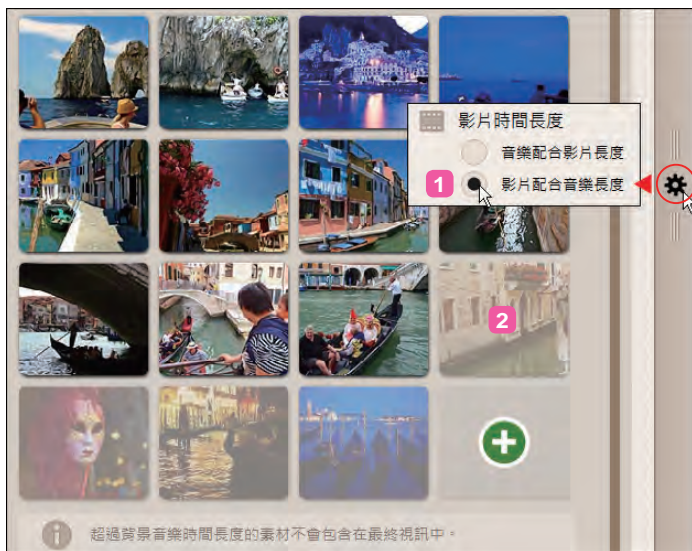 影片時間長度
音樂配合影片長度
1
影片配合音樂長度
2
超過背景音樂時間長度的素材不會包含在最終視訊中。